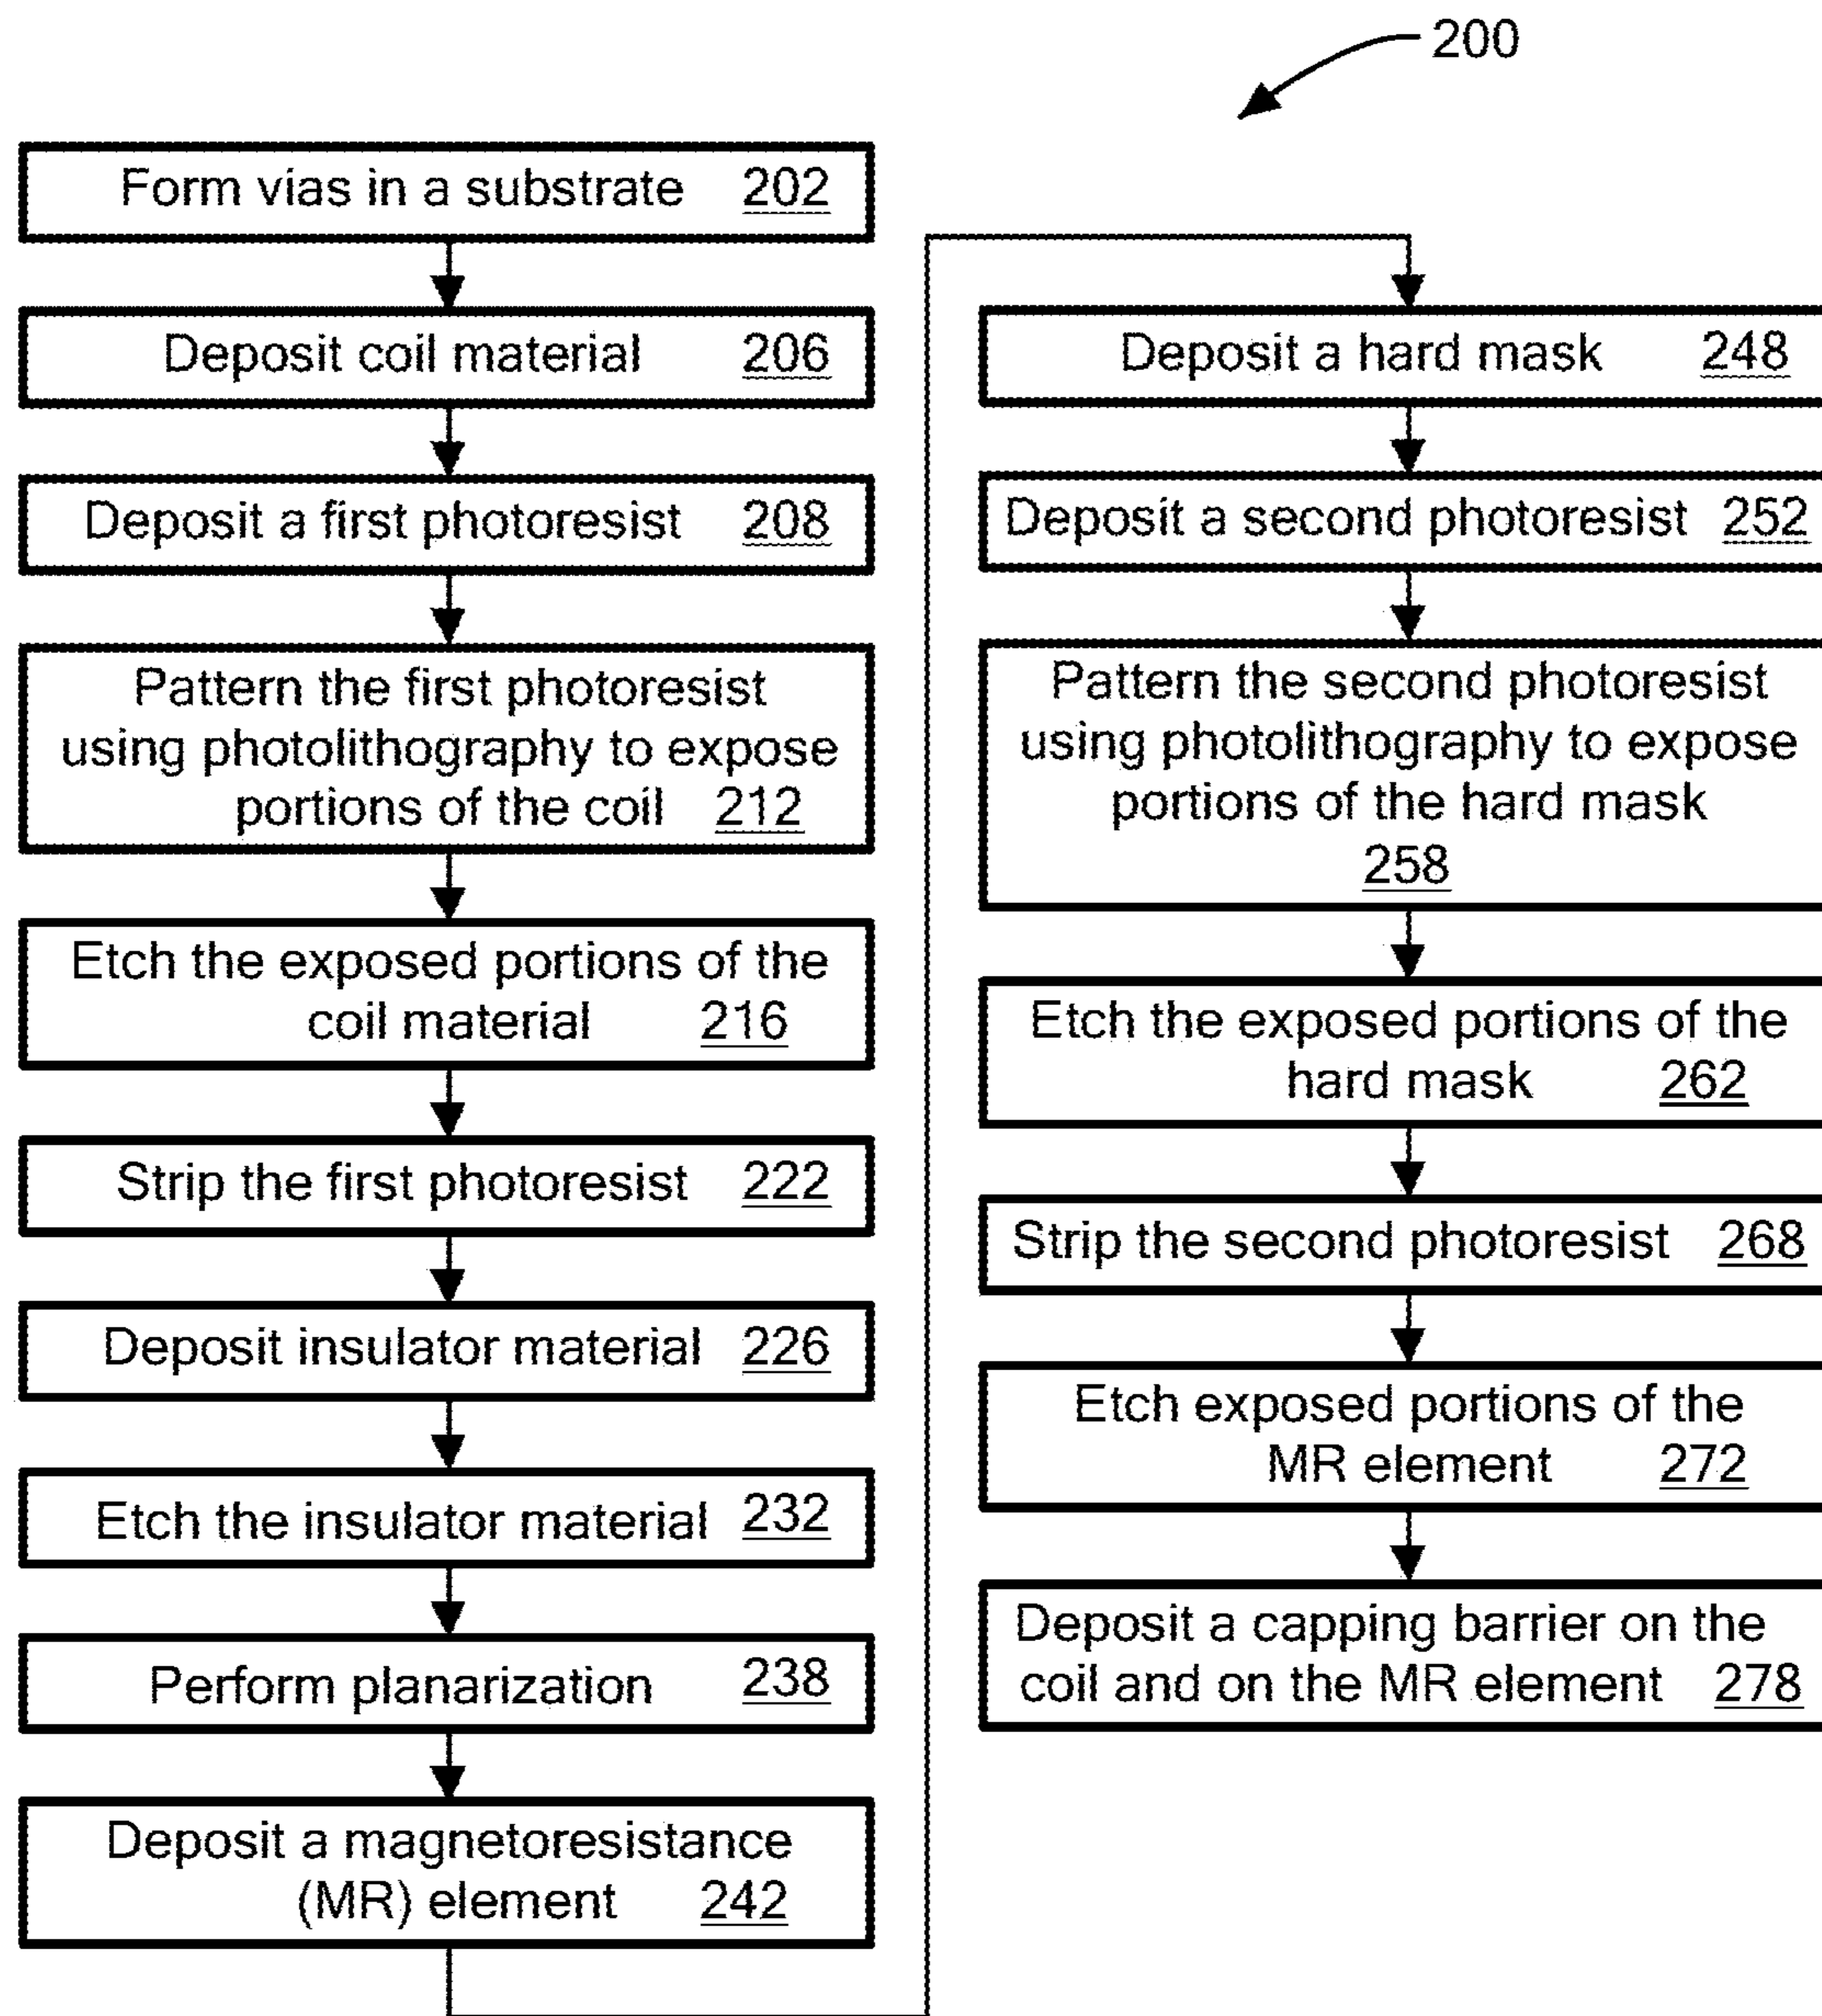 200
Form vias in a substrate 202
Deposit coil material 206
Deposit a first photoresist 208
Pattern the first photoresist
using photolithography to expose
portions of the coil 212
Etch the exposed portions of the
coil material 216
Strip the first photoresist 222
Deposit insulator material 226
Etch the insulator material 232
Perform planarization 238
Deposit a magnetoresistance
(MR) element 242
Deposit a hard mask 248
Deposit a second photoresist 252
Pattern the second photoresist
using photolithography to expose
portions of the hard mask
258
Etch the exposed portions of the
hard mask 262
Strip the second photoresist 268
Etch exposed portions of the
MR element 272
Deposit a capping barrier on the
coil and on the MR element 278